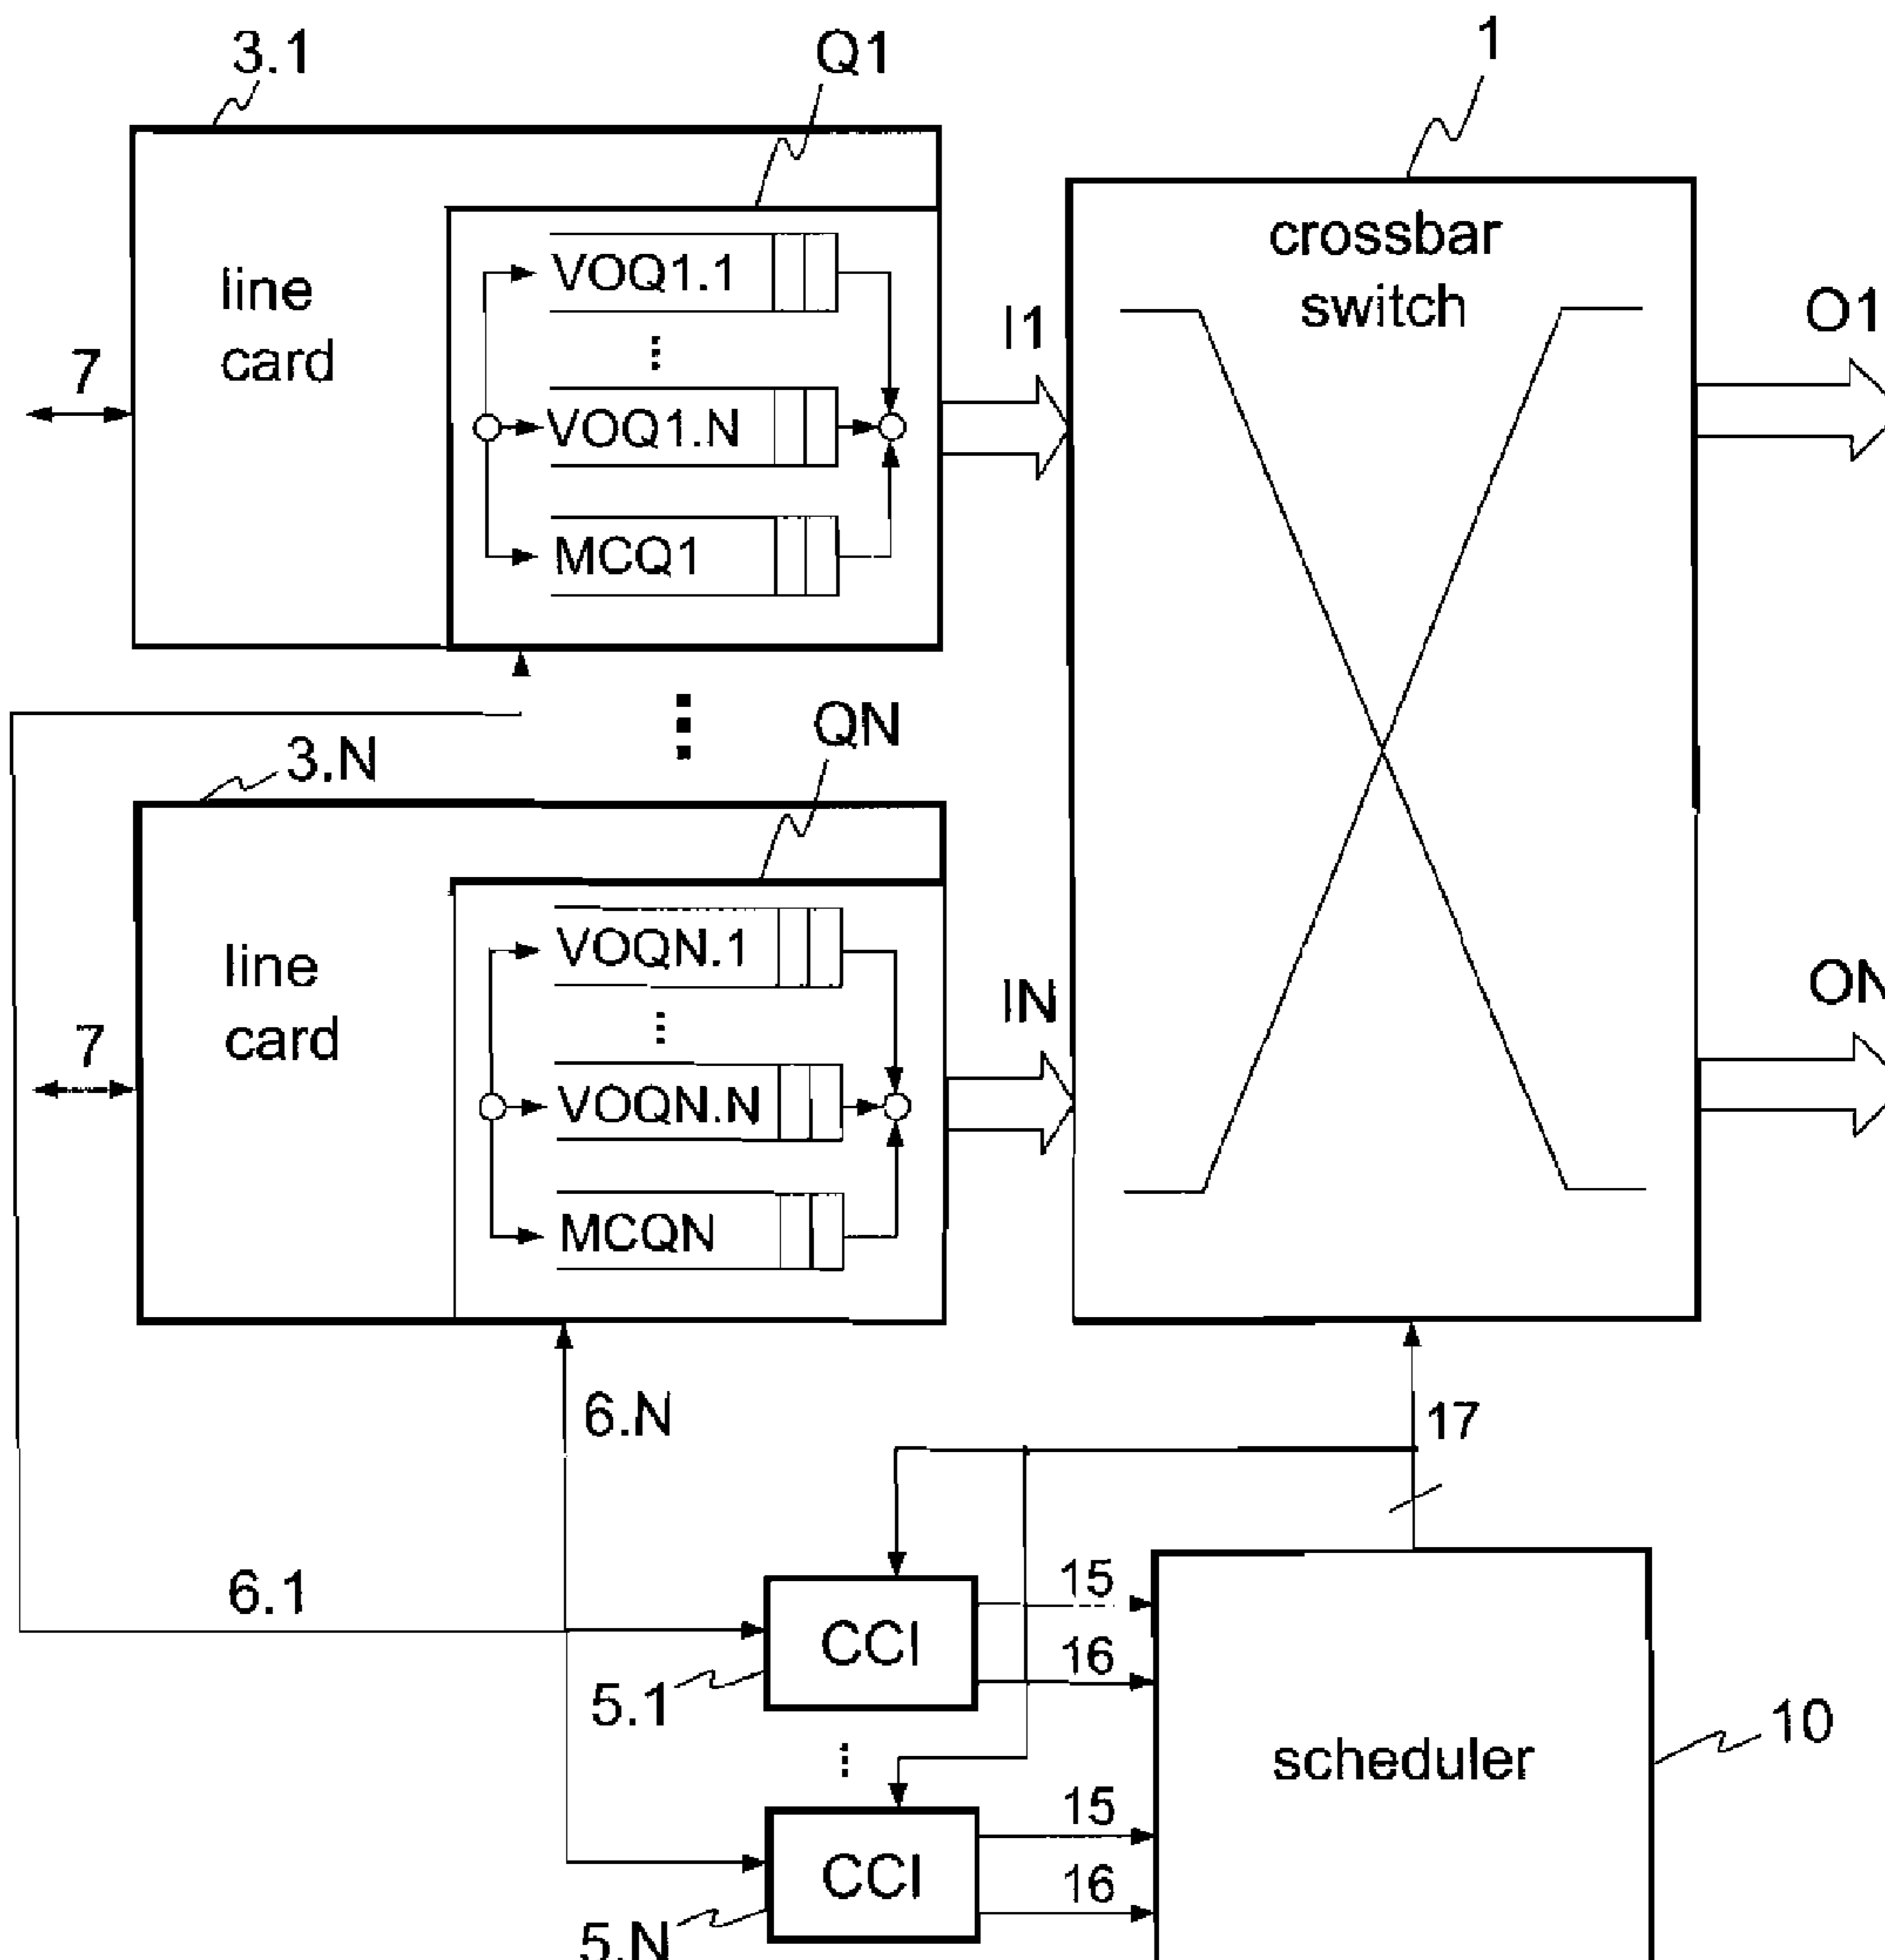 3.1
Q1
1
line
card
VOQ1.1
VOQ1.N
MCQ1
7
I1
crossbar
switch
O1
3.N
QN
line
card
VOQN.1
VOQN.N
MCQN
7
IN
ON
6.N
17
6.1
CCI
15
16
5.1
scheduler
10
CCI
15
16
5.N